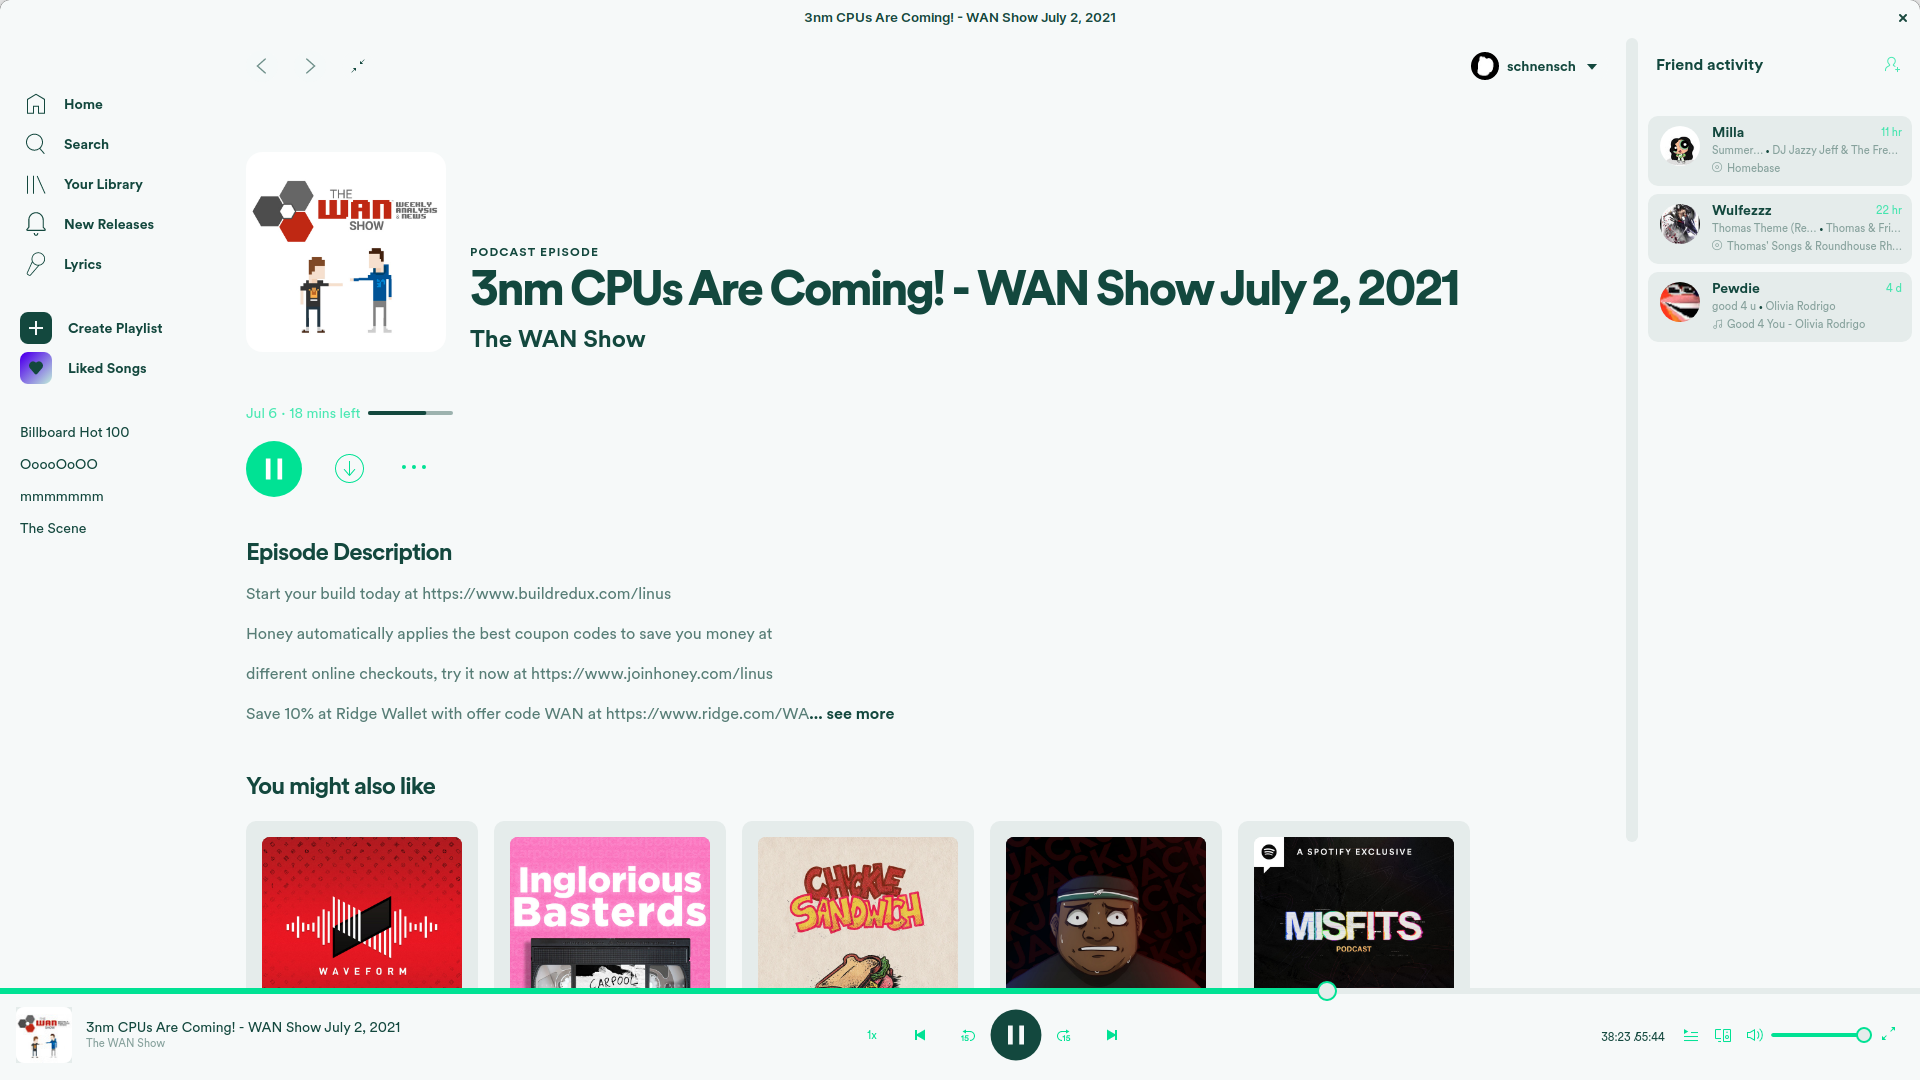 3nm CPUs Are Coming! - WAN Show July 2, 2021
schnensch
Home
Search
Your Library
New Releases
Lyrics
Create Playlist
Liked Songs
Billboard Hot 100
OoooOoOO
mmmmmmm
The Scene
THE
WAN
WEEKLY
ANALYSIS
& NEWS
SHOW
PODCAST EPISODE
3nm CPUs Are Coming! - WAN Show July 2, 2021
The WAN Show
Jul 6 · 18 mins left
Episode Description
Start your build today at https://www.buildredux.com/linus
Honey automatically applies the best coupon codes to save you money at
different online checkouts, try it now at https://www.joinhoney.com/linus
Save 10% at Ridge Wallet with offer code WAN at https://www.ridge.com/WA... see more
You might also like
WAVEFORM
Inglorious
Basterds
CARPOOL
CHUCKLE
SANDWICH
JACK
A SPOTIFY EXCLUSIVE
MISFITS
PODCAST
Friend activity
Milla 11 hr
Summer... • DJ Jazzy Jeff & The Fre...
Homebase
Wulfezzz 22 hr
Thomas Theme (Re... • Thomas & Fri...
Thomas' Songs & Roundhouse Rh...
Pewdie 4 d
good 4 u • Olivia Rodrigo
Good 4 You - Olivia Rodrigo
3nm CPUs Are Coming! - WAN Show July 2, 2021
The WAN Show
1x
15
15
38:23 / 55:44